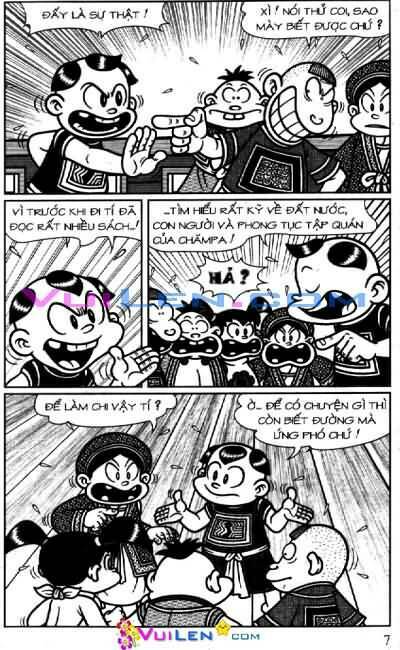 ĐẤY LÀ SỰ THẬT !
XÌ ! NÓI THỬ COI, SAO
MÀY BIẾT ĐƯỢC CHỨ ?
VÌ TRƯỚC KHI ĐI TÍ ĐÃ
ĐỌC RẤT NHIỀU SÁCH...!
...TÌM HIỂU RẤT KỸ VỀ ĐẤT NƯỚC,
CON NGƯỜI VÀ PHONG TỤC TẬP QUÁN
CỦA CHĂMPA !
HẢ ?
VUILEN.COM
ĐỂ LÀM CHI VẬY TÍ ?
Ờ... ĐỂ CÓ CHUYỆN GÌ THÌ
CÒN BIẾT ĐƯỜNG MÀ
ỨNG PHÓ CHỨ !
VUILEN.COM
7